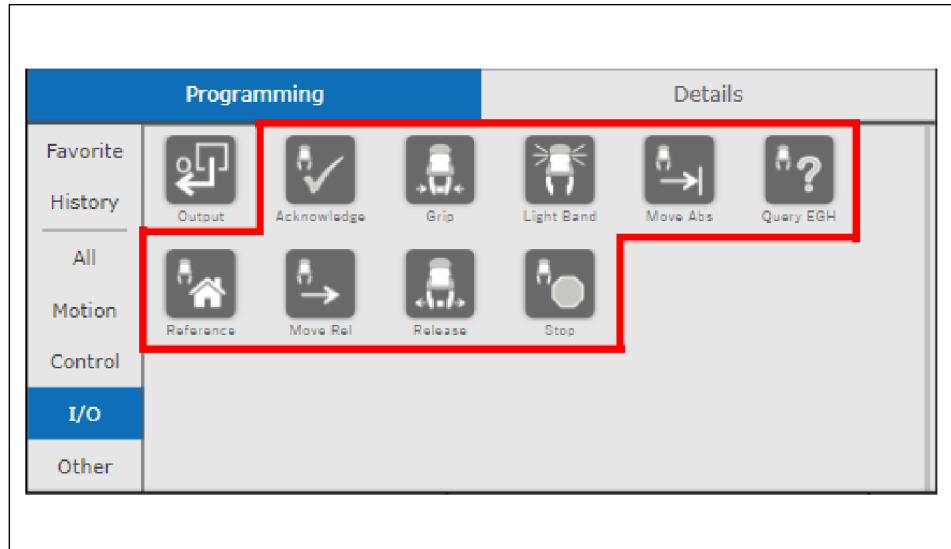 Programming Details
Favorite
History
All
Motion
Control
I/O
Other
Output Acknowledge Grip Light Band Move Abs Query EGH
Reference Move Rel Release Stop